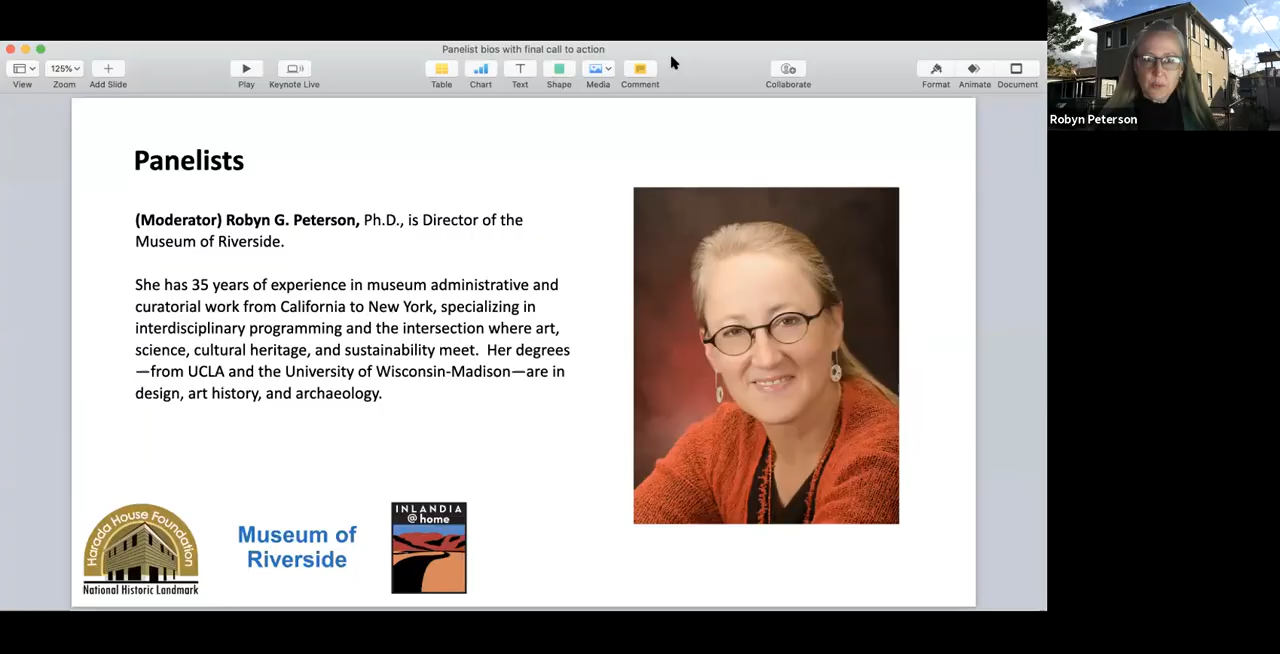 Panelist bios with final call to action
125%
View
Zoom
Add Slide
Play
Keynote Live
Table
Chart
Text
Shape
Media
Comment
Collaborate
Format
Animate
Document
Robyn Peterson
Panelists
(Moderator) Robyn G. Peterson, Ph.D., is Director of the
Museum of Riverside.
She has 35 years of experience in museum administrative and
curatorial work from California to New York, specializing in
interdisciplinary programming and the intersection where art,
science, cultural heritage, and sustainability meet.  Her degrees
—from UCLA and the University of Wisconsin-Madison—are in
design, art history, and archaeology.
Harada House Foundation
National Historic Landmark
Museum of
Riverside
INLANDIA
@ home